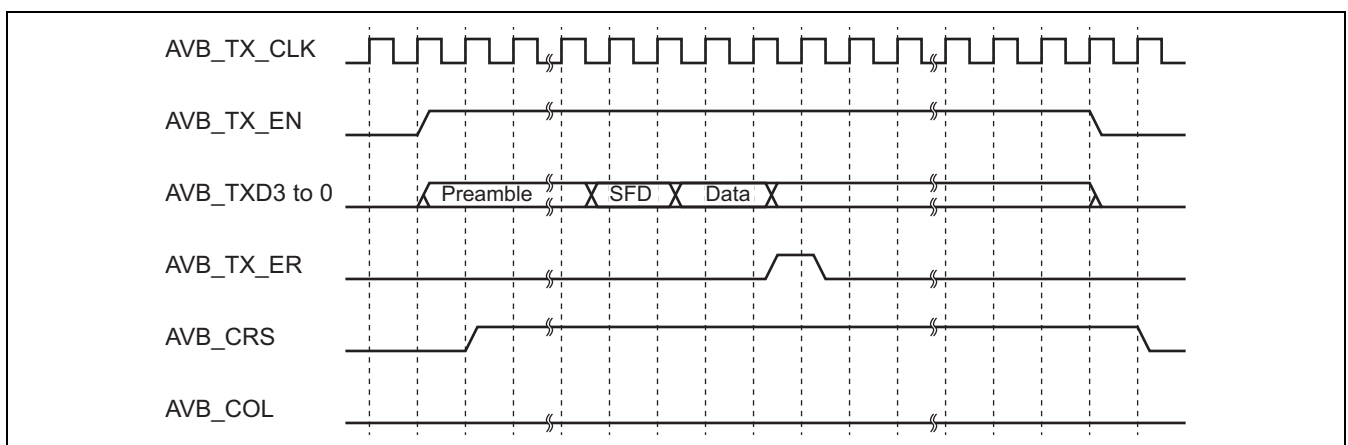 AVB_TX_CLK
AVB_TX_EN
AVB_TXD3 to 0
Preamble
SFD
Data
AVB_TX_ER
AVB_CRS
AVB_COL